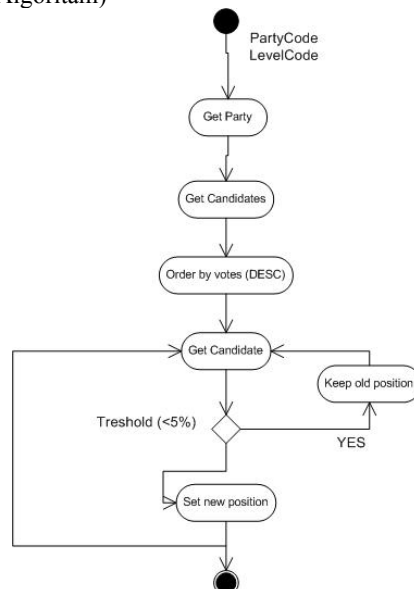 Algoritam)
PartyCode
LevelCode
Get Party
Get Candidates
Order by votes (DESC)
Get Candidate
Keep old position
Treshold (<5%)
YES
Set new position